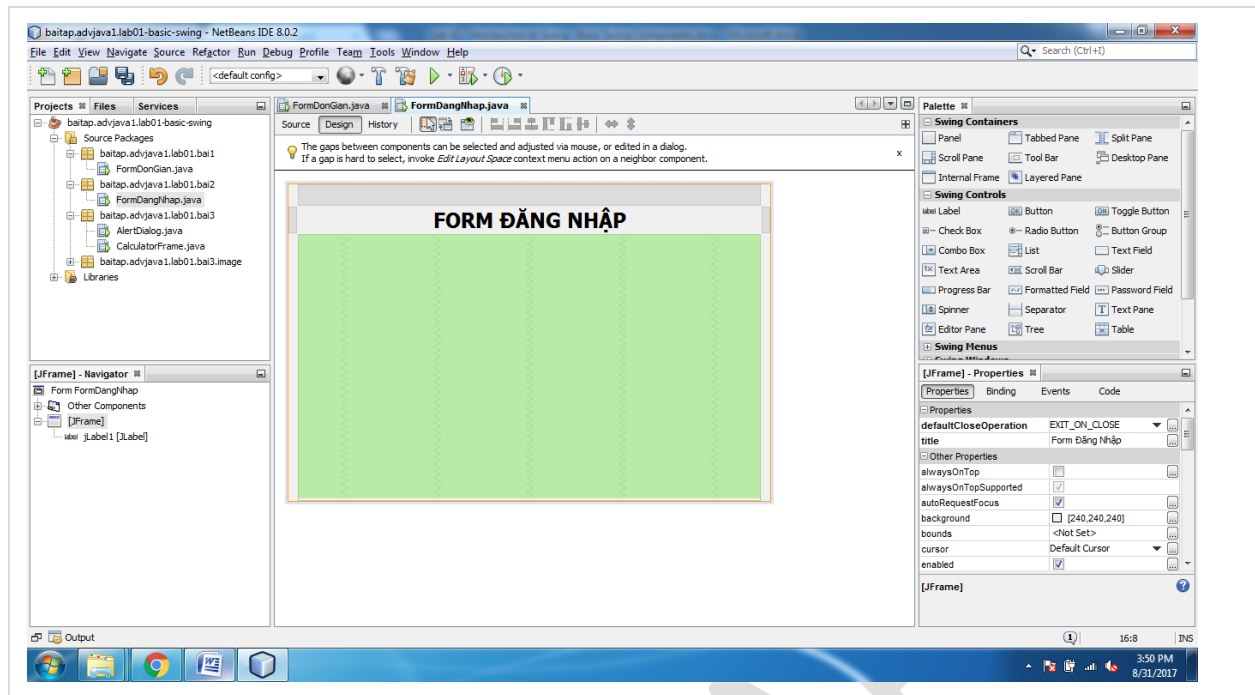 baitap.advjava1.lab01-basic-swing - NetBeans IDE 8.0.2
File Edit View Navigate Source Refactor Run Debug Profile Team Tools Window Help
Search (Ctrl+I)
<default config>
Projects Files Services
baitap.advjava1.lab01-basic-swing
Source Packages
baitap.advjava1.lab01.bai1
FormDonGian.java
baitap.advjava1.lab01.bai2
FormDangNhap.java
baitap.advjava1.lab01.bai3
AlertDialog.java
CalculatorFrame.java
baitap.advjava1.lab01.bai3.image
Libraries
[JFrame] - Navigator
Form FormDangNhap
Other Components
[JFrame]
label jLabel1 [JLabel]
FormDonGian.java FormDangNhap.java
Source Design History
The gaps between components can be selected and adjusted via mouse, or edited in a dialog.
If a gap is hard to select, invoke Edit Layout Space context menu action on a neighbor component.
x
FORM ĐĂNG NHẬP
Palette
Swing Containers
Panel Tabbed Pane Split Pane
Scroll Pane Tool Bar Desktop Pane
Internal Frame Layered Pane
Swing Controls
label Label OK Button ON Toggle Button
Check Box Radio Button Button Group
Combo Box List Text Field
Text Area Scroll Bar Slider
Progress Bar Formatted Field Password Field
Spinner Separator Text Pane
Editor Pane Tree Table
Swing Menus
Swing Windows
[JFrame] - Properties
Properties Binding Events Code
Properties
defaultCloseOperation EXIT_ON_CLOSE
title Form Đăng Nhập
Other Properties
alwaysOnTop
alwaysOnTopSupported
autoRequestFocus
background [240,240,240]
bounds <Not Set>
cursor Default Cursor
enabled
[JFrame]
Output
1 16:8 INS
3:50 PM
8/31/2017